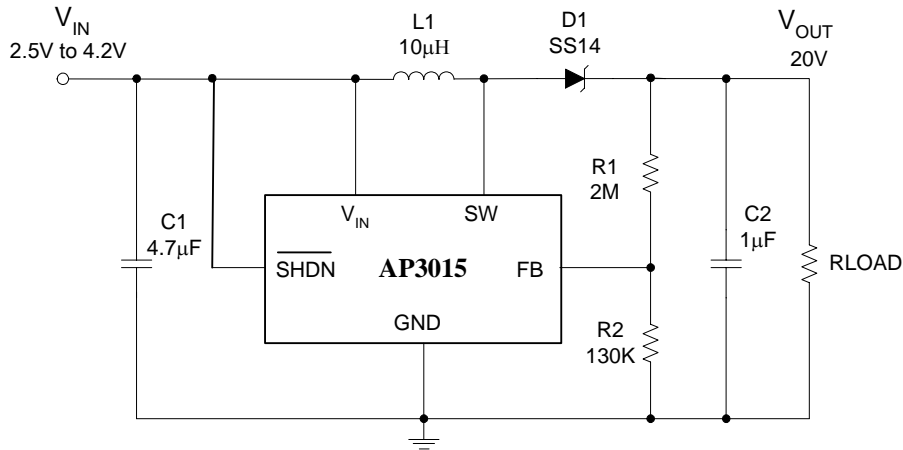 V_IN
2.5V to 4.2V
L1
10μH
D1
SS14
V_OUT
20V
C1
4.7μF
V_IN
SW
SHDN
AP3015
FB
GND
R1
2M
R2
130K
C2
1μF
RLOAD